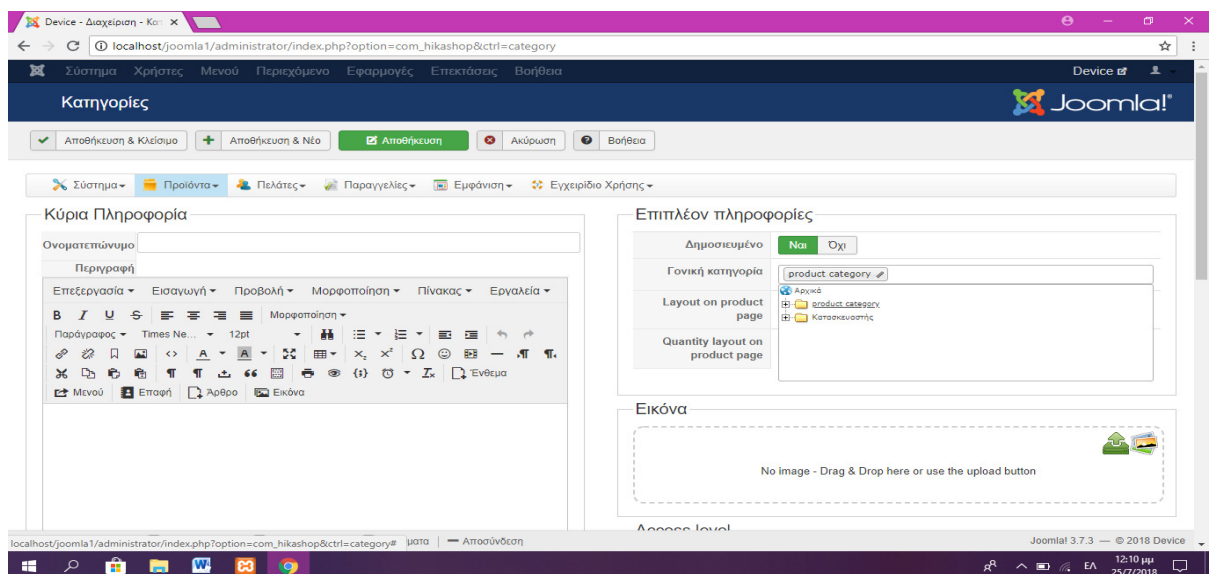 Device - Διαχείριση - Κατ
localhost/joomla1/administrator/index.php?option=com_hikashop&ctrl=category
Σύστημα Χρήστες Μενού Περιεχόμενο Εφαρμογές Επεκτάσεις Βοήθεια Device
Κατηγορίες Joomla!®
Αποθήκευση & Κλείσιμο Αποθήκευση & Νέο Αποθήκευση Ακύρωση Βοήθεια
Σύστημα Προϊόντα Πελάτες Παραγγελίες Εμφάνιση Εγχειρίδιο Χρήσης
Κύρια Πληροφορία
Ονοματεπώνυμο
Περιγραφή
Επεξεργασία Εισαγωγή Προβολή Μορφοποίηση Πίνακας Εργαλεία
B I U S Μορφοποίηση
Παράγραφος Times Ne... 12pt
Ένθεμα
Μενού Επαφή Άρθρο Εικόνα
Επιπλέον πληροφορίες
Δημοσιευμένο Ναι Όχι
Γονική κατηγορία product category
Αρχικό
product category
Κατασκευαστής
Layout on product page
Quantity layout on product page
Εικόνα
No image - Drag & Drop here or use the upload button
Access level
localhost/joomla1/administrator/index.php?option=com_hikashop&ctrl=category# ματα Αποσύνδεση Joomla! 3.7.3 — © 2018 Device
ΕΛ 12:10 μμ
25/7/2018